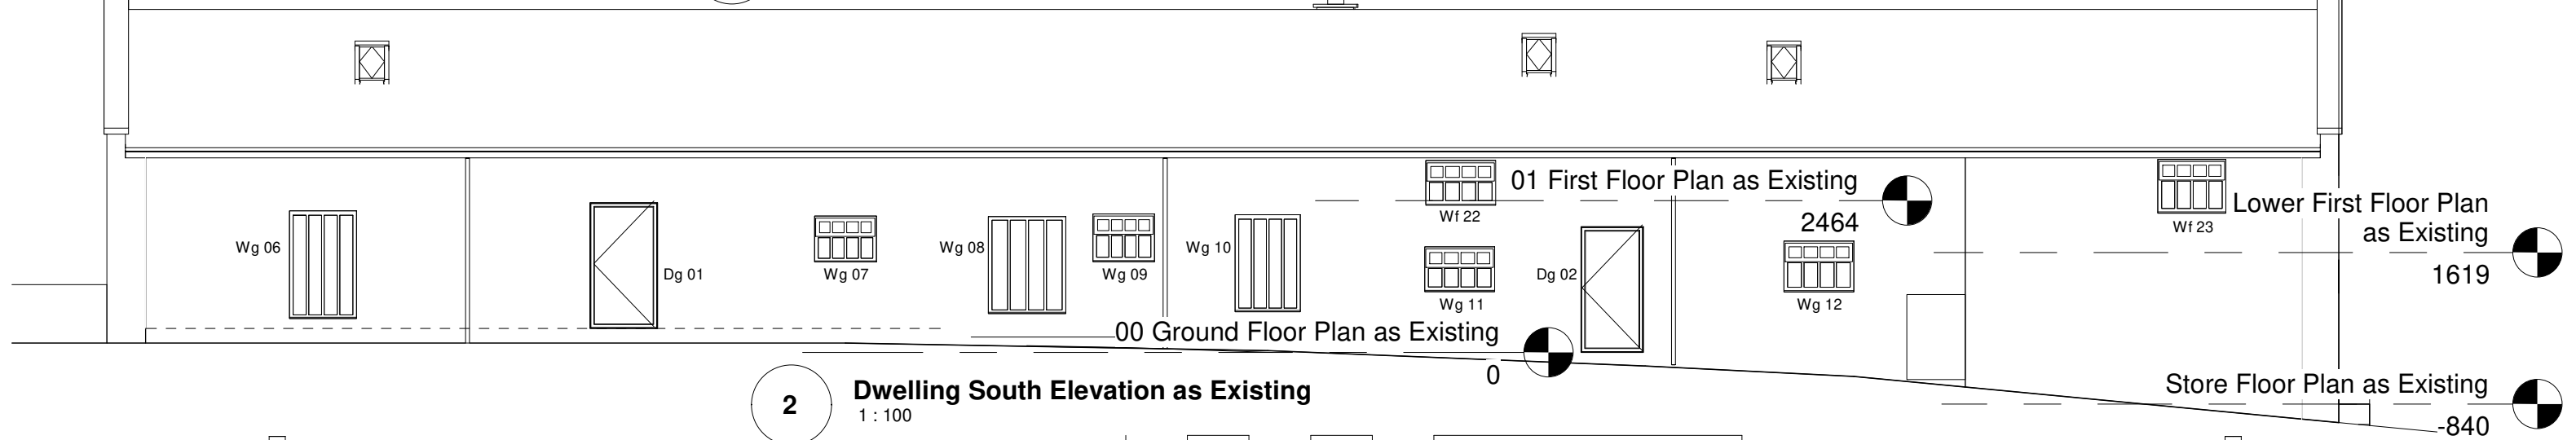 01 First Floor Plan as Existing
2464
Wf 22
Wf 23
Lower First Floor Plan
as Existing
1619
Wg 06
Dg 01
Wg 07
Wg 08
Wg 09
Wg 10
Wg 11
Dg 02
Wg 12
00 Ground Floor Plan as Existing
0
2
Dwelling South Elevation as Existing
1 : 100
Store Floor Plan as Existing
-840